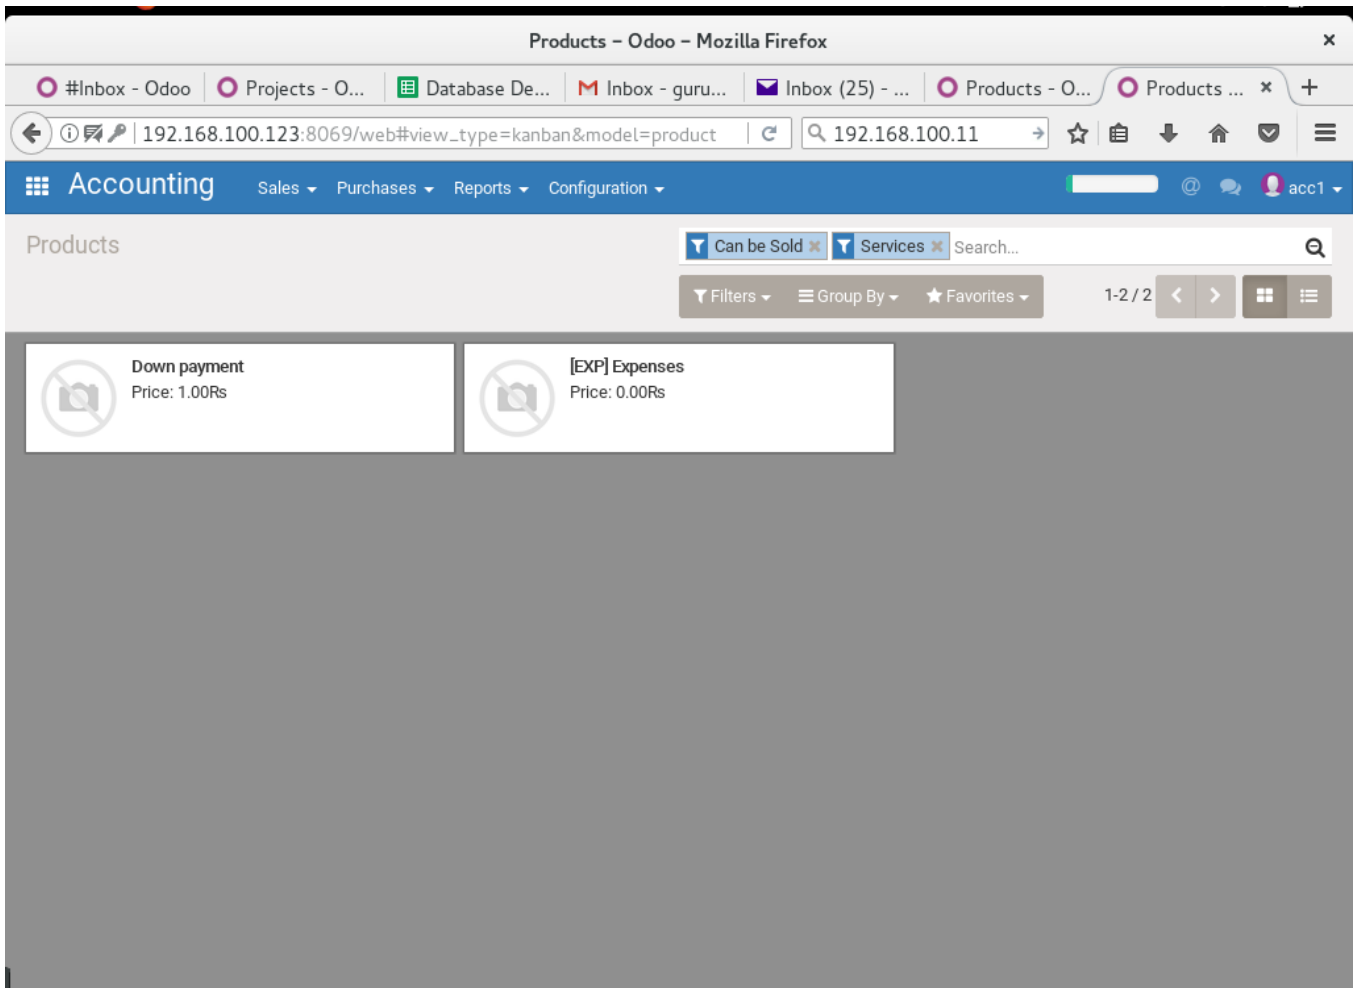 Products – Odoo – Mozilla Firefox ×
#Inbox - Odoo Projects - O... Database De... Inbox - guru... Inbox (25) - ... Products - O... Products ... × +
192.168.100.123:8069/web#view_type=kanban&model=product 192.168.100.11
Accounting Sales Purchases Reports Configuration @ acc1
Products Can be Sold × Services × Search...
Filters Group By Favorites 1-2 / 2
Down payment
Price: 1.00Rs
[EXP] Expenses
Price: 0.00Rs